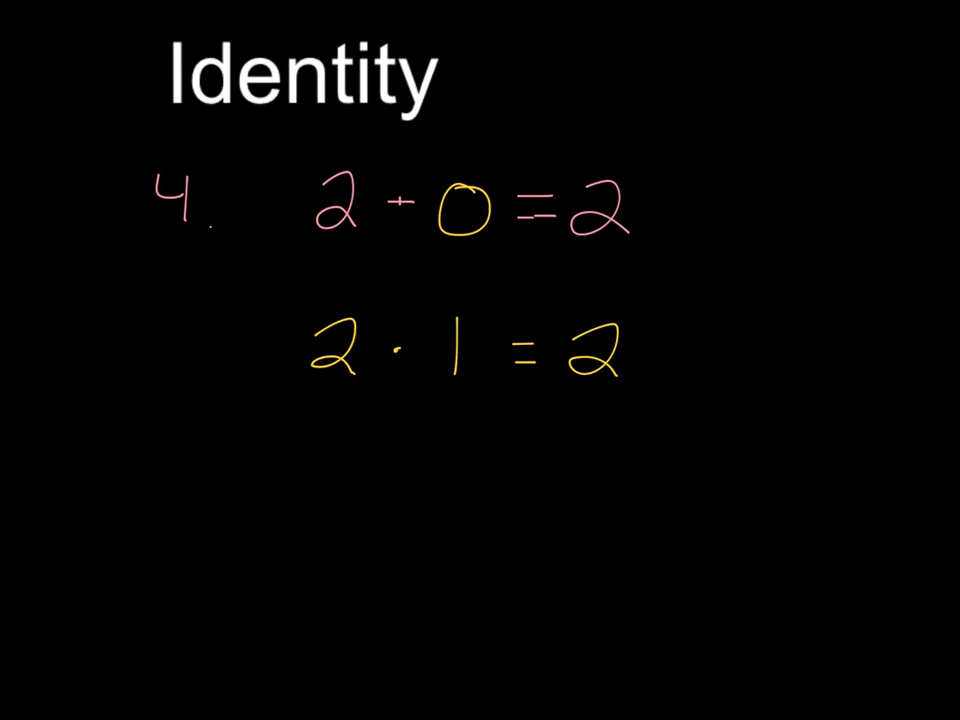 Identity
4. 2 + 0 = 2
2 · 1 = 2